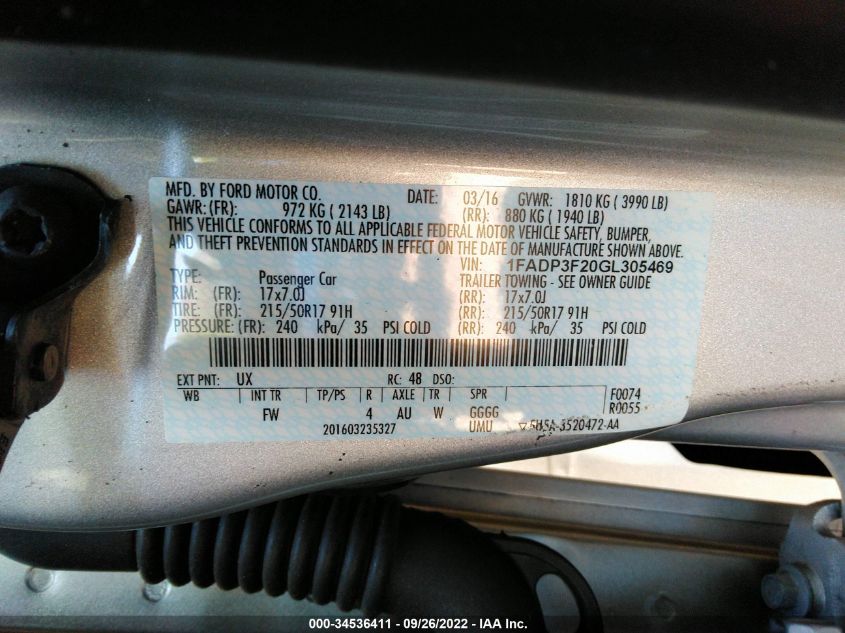 MFD. BY FORD MOTOR CO. DATE: 03/16 GVWR: 1810 KG ( 3990 LB)
GAWR:(FR): 972 KG ( 2143 LB) (RR): 880 KG ( 1940 LB)
THIS VEHICLE CONFORMS TO ALL APPLICABLE FEDERAL MOTOR VEHICLE SAFETY, BUMPER,
AND THEFT PREVENTION STANDARDS IN EFFECT ON THE DATE OF MANUFACTURE SHOWN ABOVE.
VIN: 1FADP3F20GL305469
TYPE: Passenger Car TRAILER TOWING - SEE OWNER GUIDE
RIM: (FR): 17x7.0J (RR): 17x7.0J
TIRE: (FR): 215/50R17 91H (RR): 215/50R17 91H
PRESSURE: (FR): 240 kPa/ 35 PSI COLD (RR): 240 kPa/ 35 PSI COLD
EXT PNT: UX RC: 48 DSO:
WB INT TR TP/PS R AXLE TR SPR F0074
FW 4 AU W GGGG R0055
201603235327 UMU 3520472-AA
000-34536411 - 09/26/2022 - IAA Inc.